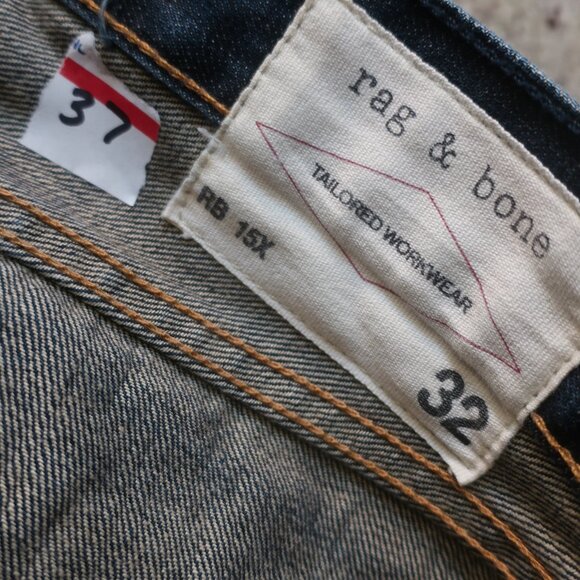 37
rag & bone
TAILORED WORKWEAR
RB 15X
32